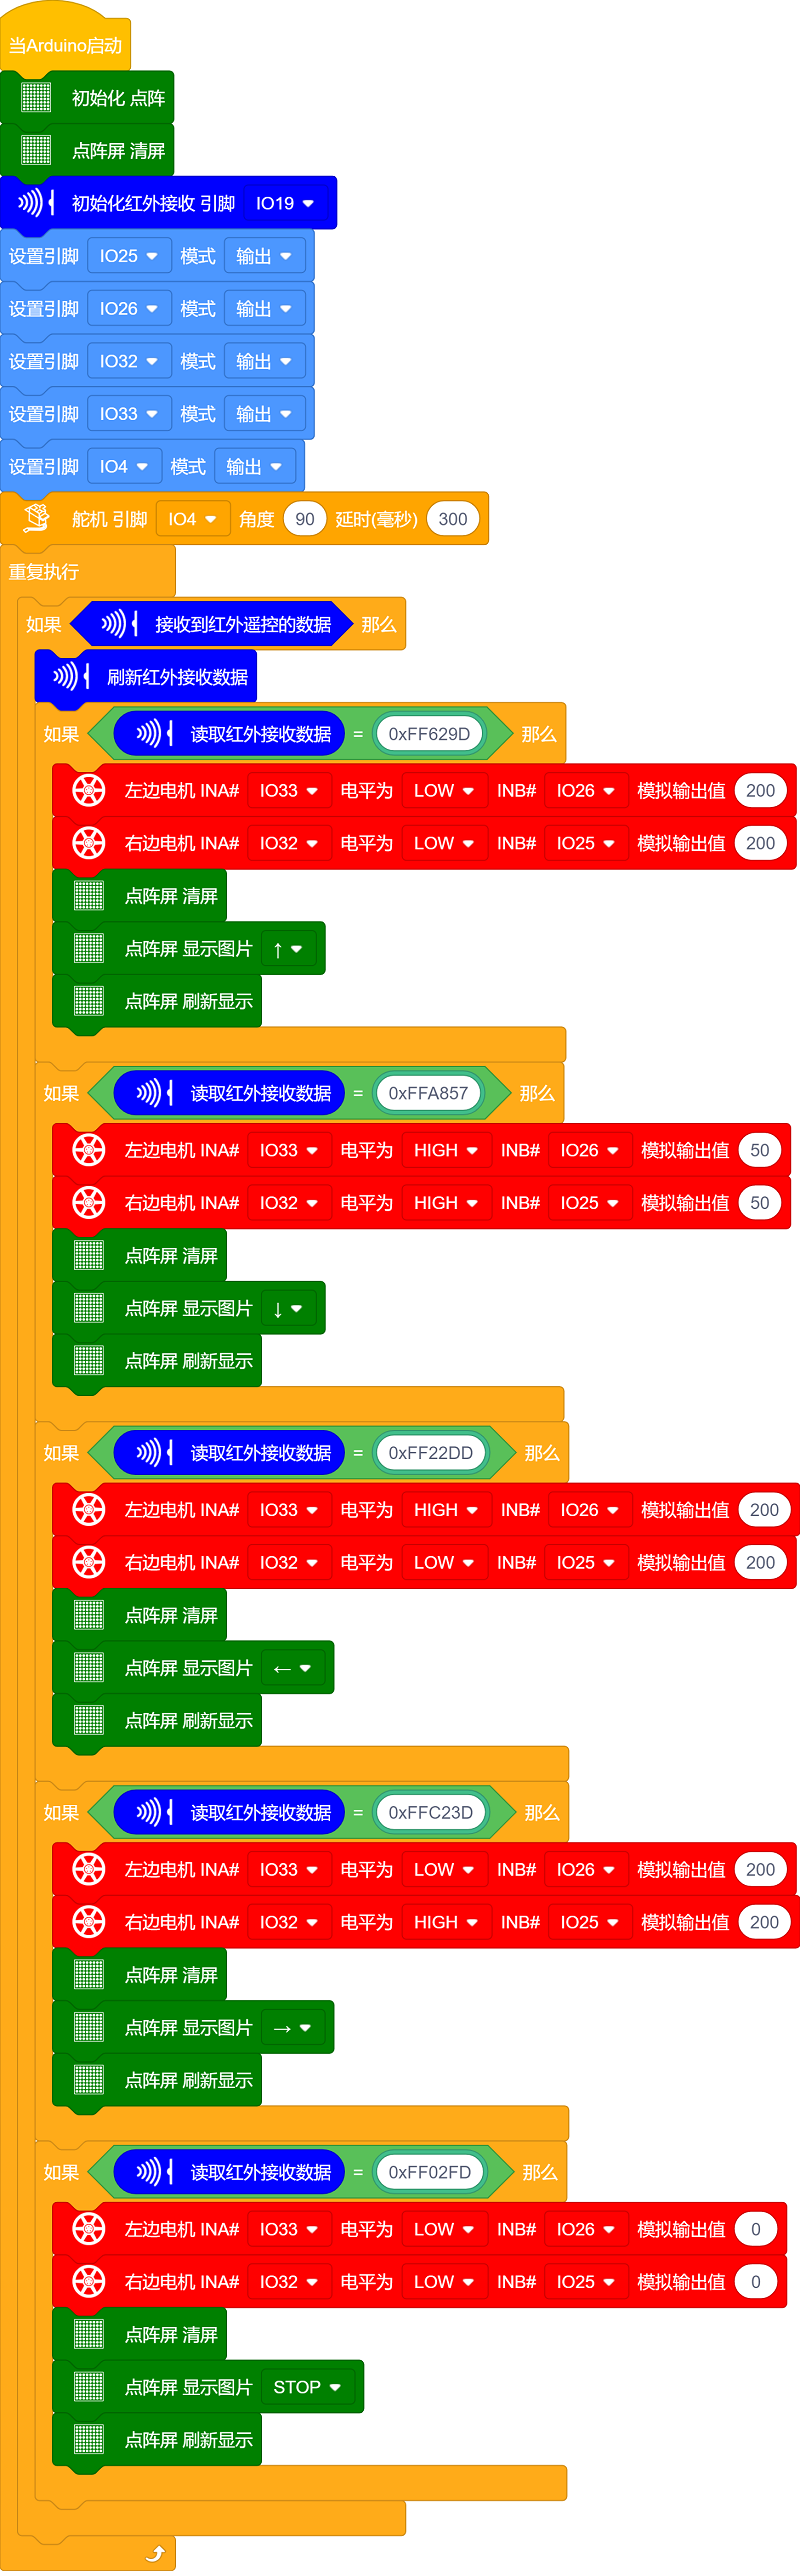 当Arduino启动
初始化 点阵
点阵屏 清屏
初始化红外接收 引脚 IO19
设置引脚 IO25 模式 输出
设置引脚 IO26 模式 输出
设置引脚 IO32 模式 输出
设置引脚 IO33 模式 输出
设置引脚 IO4 模式 输出
舵机 引脚 IO4 角度 90 延时(毫秒) 300
重复执行
如果 接收到红外遥控的数据 那么
刷新红外接收数据
如果 读取红外接收数据 = 0xFF629D 那么
左边电机 INA# IO33 电平为 LOW INB# IO26 模拟输出值 200
右边电机 INA# IO32 电平为 LOW INB# IO25 模拟输出值 200
点阵屏 清屏
点阵屏 显示图片 ↑
点阵屏 刷新显示
如果 读取红外接收数据 = 0xFFA857 那么
左边电机 INA# IO33 电平为 HIGH INB# IO26 模拟输出值 50
右边电机 INA# IO32 电平为 HIGH INB# IO25 模拟输出值 50
点阵屏 清屏
点阵屏 显示图片 ↓
点阵屏 刷新显示
如果 读取红外接收数据 = 0xFF22DD 那么
左边电机 INA# IO33 电平为 HIGH INB# IO26 模拟输出值 200
右边电机 INA# IO32 电平为 LOW INB# IO25 模拟输出值 200
点阵屏 清屏
点阵屏 显示图片 ←
点阵屏 刷新显示
如果 读取红外接收数据 = 0xFFC23D 那么
左边电机 INA# IO33 电平为 LOW INB# IO26 模拟输出值 200
右边电机 INA# IO32 电平为 HIGH INB# IO25 模拟输出值 200
点阵屏 清屏
点阵屏 显示图片 →
点阵屏 刷新显示
如果 读取红外接收数据 = 0xFF02FD 那么
左边电机 INA# IO33 电平为 LOW INB# IO26 模拟输出值 0
右边电机 INA# IO32 电平为 LOW INB# IO25 模拟输出值 0
点阵屏 清屏
点阵屏 显示图片 STOP
点阵屏 刷新显示